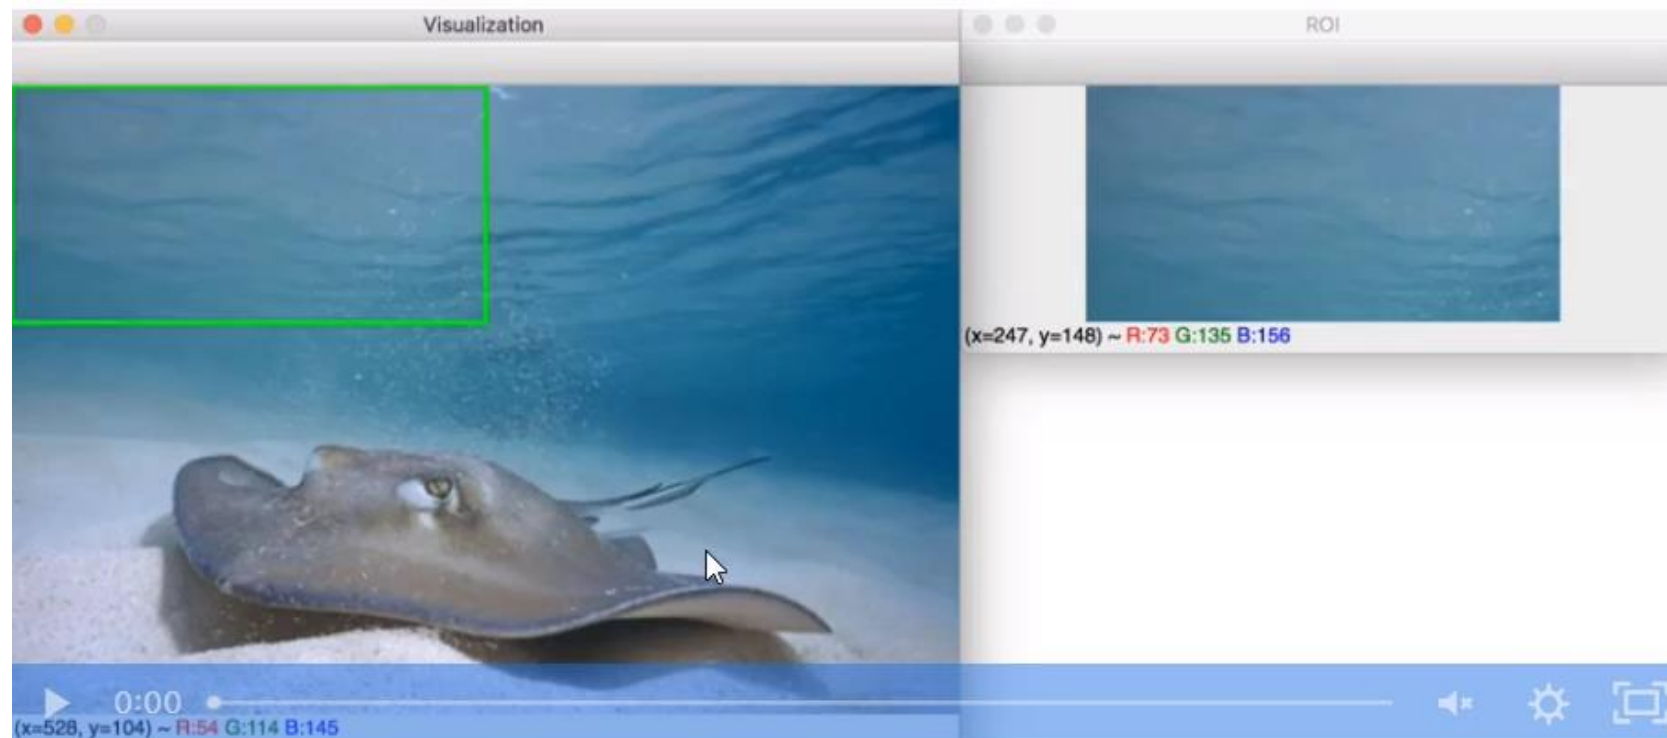 Visualization
ROI
(x=247, y=148) ~ R:73 G:135 B:156
0:00
(x=528, y=104) ~ R:54 G:114 B:145